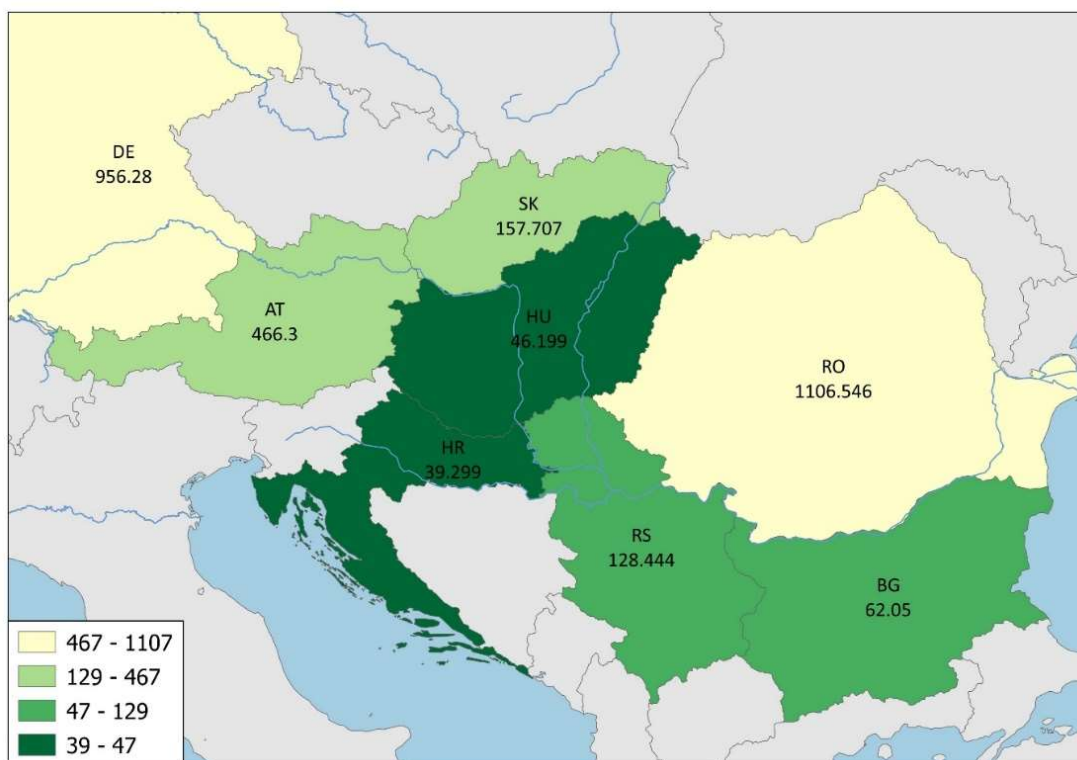 DE
956.28
SK
157.707
AT
466.3
HU
46.199
RO
1106.546
HR
39.299
RS
128.444
BG
62.05
467 - 1107
129 - 467
47 - 129
39 - 47